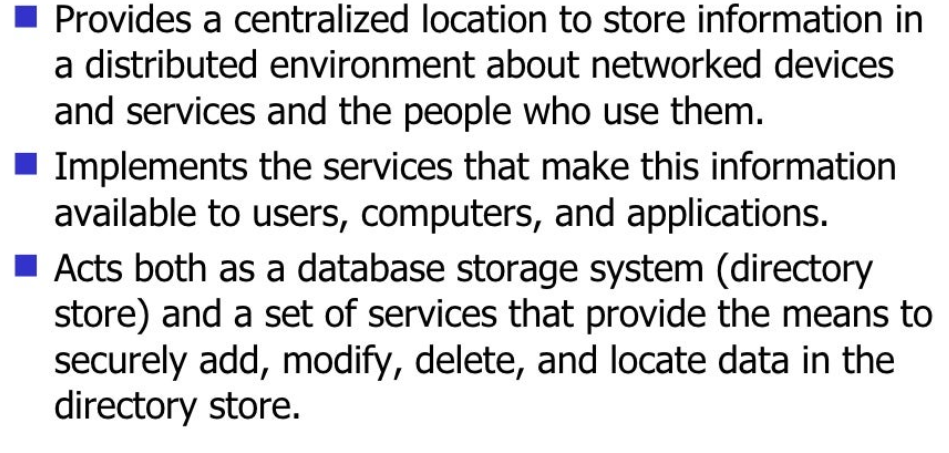 ■ Provides a centralized location to store information in
a distributed environment about networked devices
and services and the people who use them.
■ Implements the services that make this information
available to users, computers, and applications.
■ Acts both as a database storage system (directory
store) and a set of services that provide the means to
securely add, modify, delete, and locate data in the
directory store.